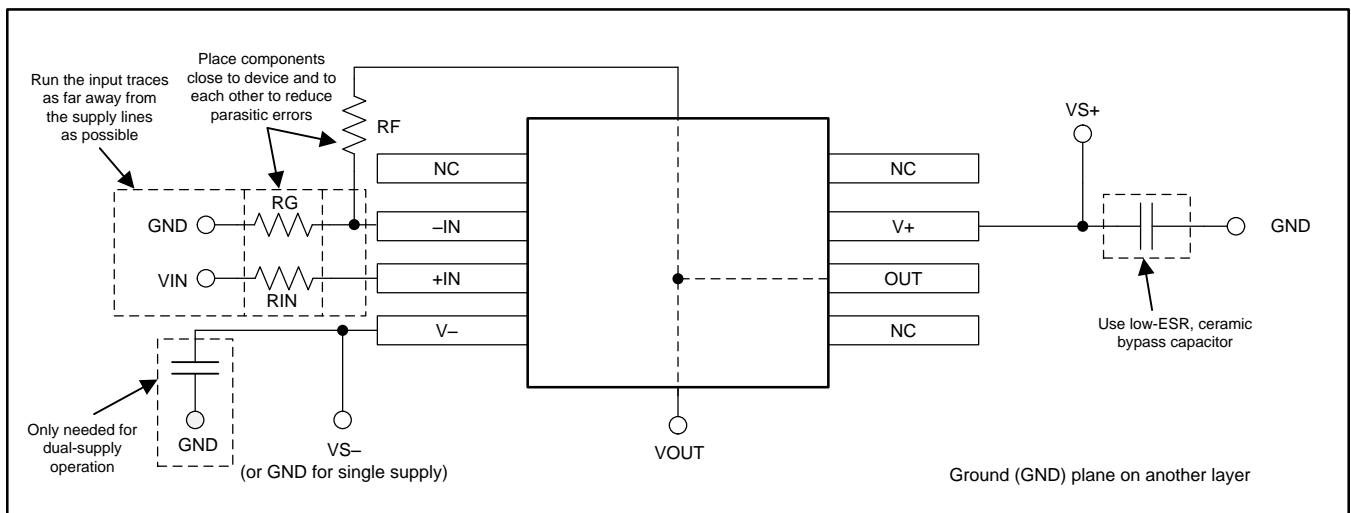 Place components
close to device and to
each other to reduce
parasitic errors
Run the input traces
as far away from
the supply lines
as possible
RF
VS+
NC
NC
RG
GND
–IN
V+
GND
VIN
+IN
OUT
RIN
V–
NC
Use low-ESR, ceramic
bypass capacitor
Only needed for
dual-supply
operation
GND
VS–
(or GND for single supply)
VOUT
Ground (GND) plane on another layer